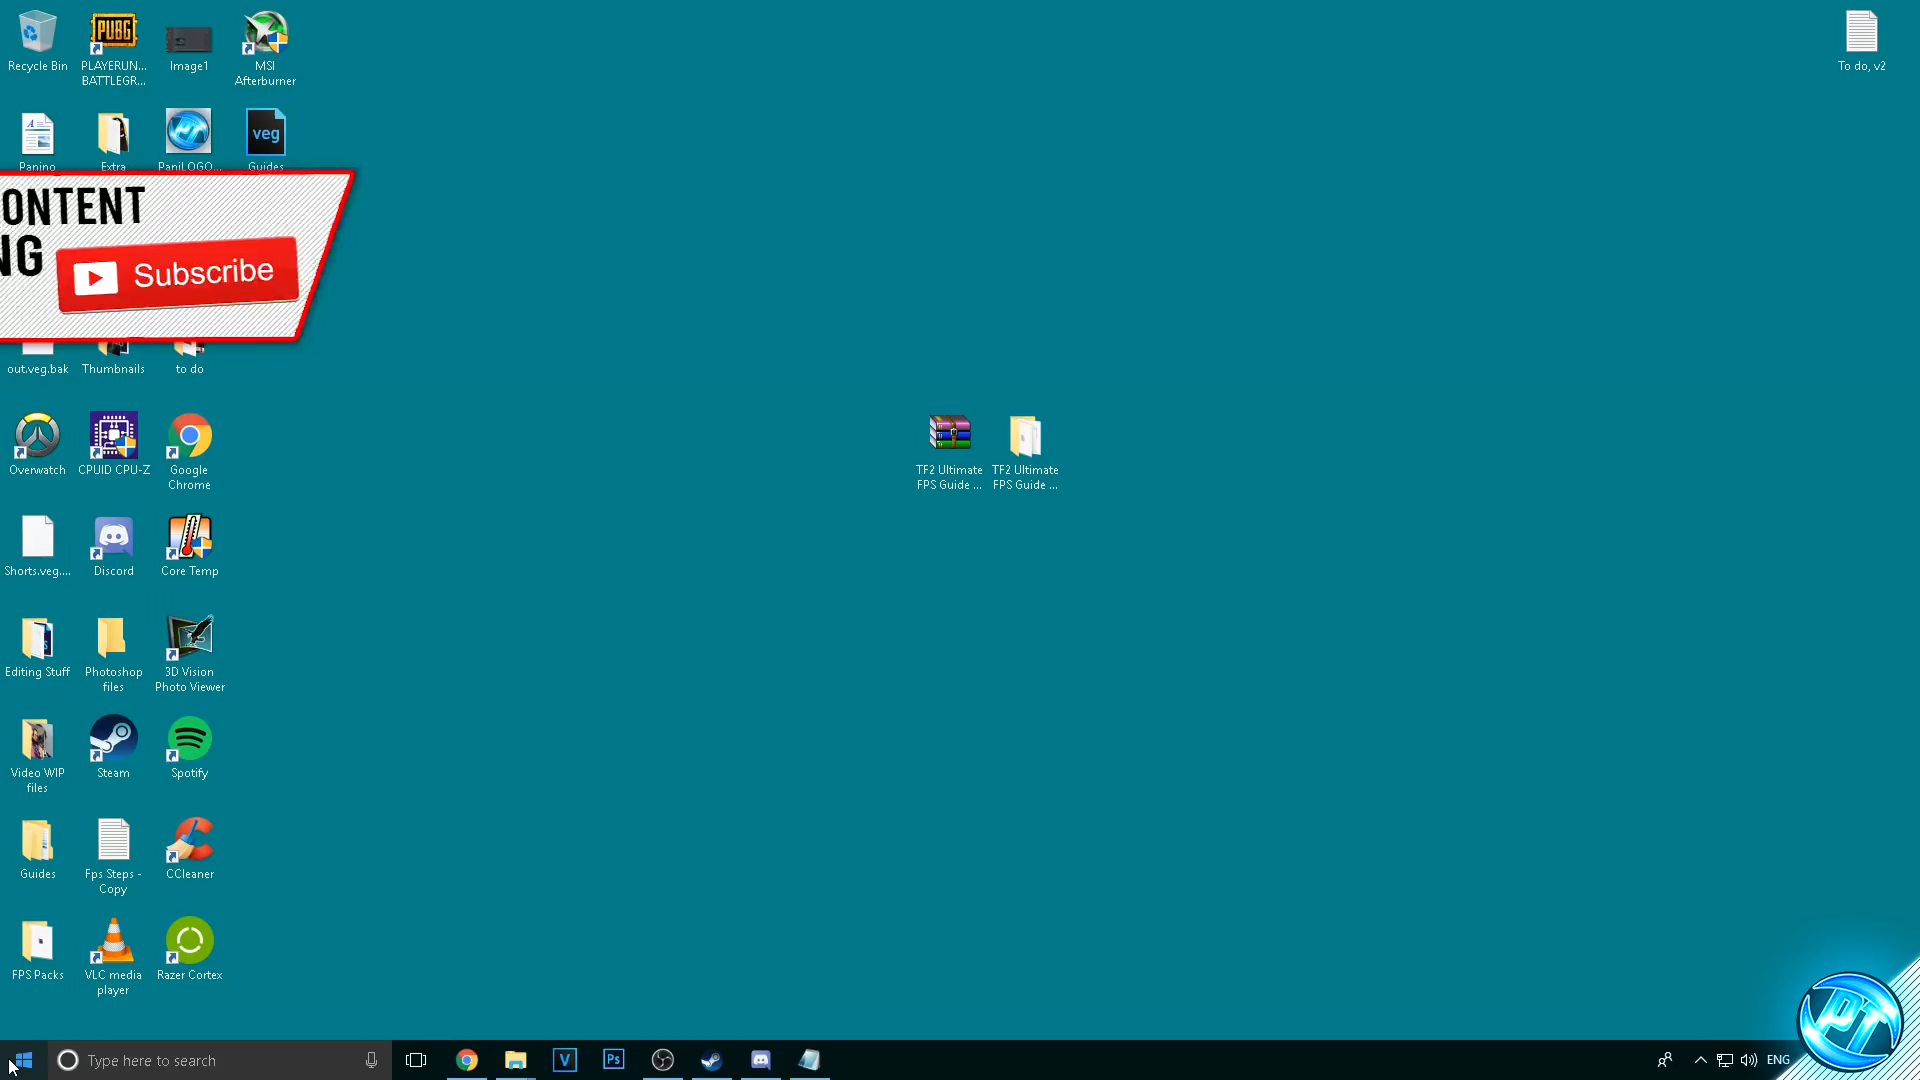 Recycle Bin
PLAYERUN...
BATTLEGR...
Image1
MSI
Afterburner
To do, v2
PUBG
Panino
Extra
PaniLOGO...
Guides
veg
ONTENT
NG
Subscribe
out.veg.bak
Thumbnails
to do
Overwatch
CPUID CPU-Z
Google
Chrome
TF2 Ultimate
FPS Guide ...
TF2 Ultimate
FPS Guide ...
Shorts.veg....
Discord
Core Temp
Editing Stuff
Photoshop
files
3D Vision
Photo Viewer
Video WIP
files
Steam
Spotify
Guides
Fps Steps -
Copy
CCleaner
FPS Packs
VLC media
player
Razer Cortex
Type here to search
V
Ps
ENG
PT